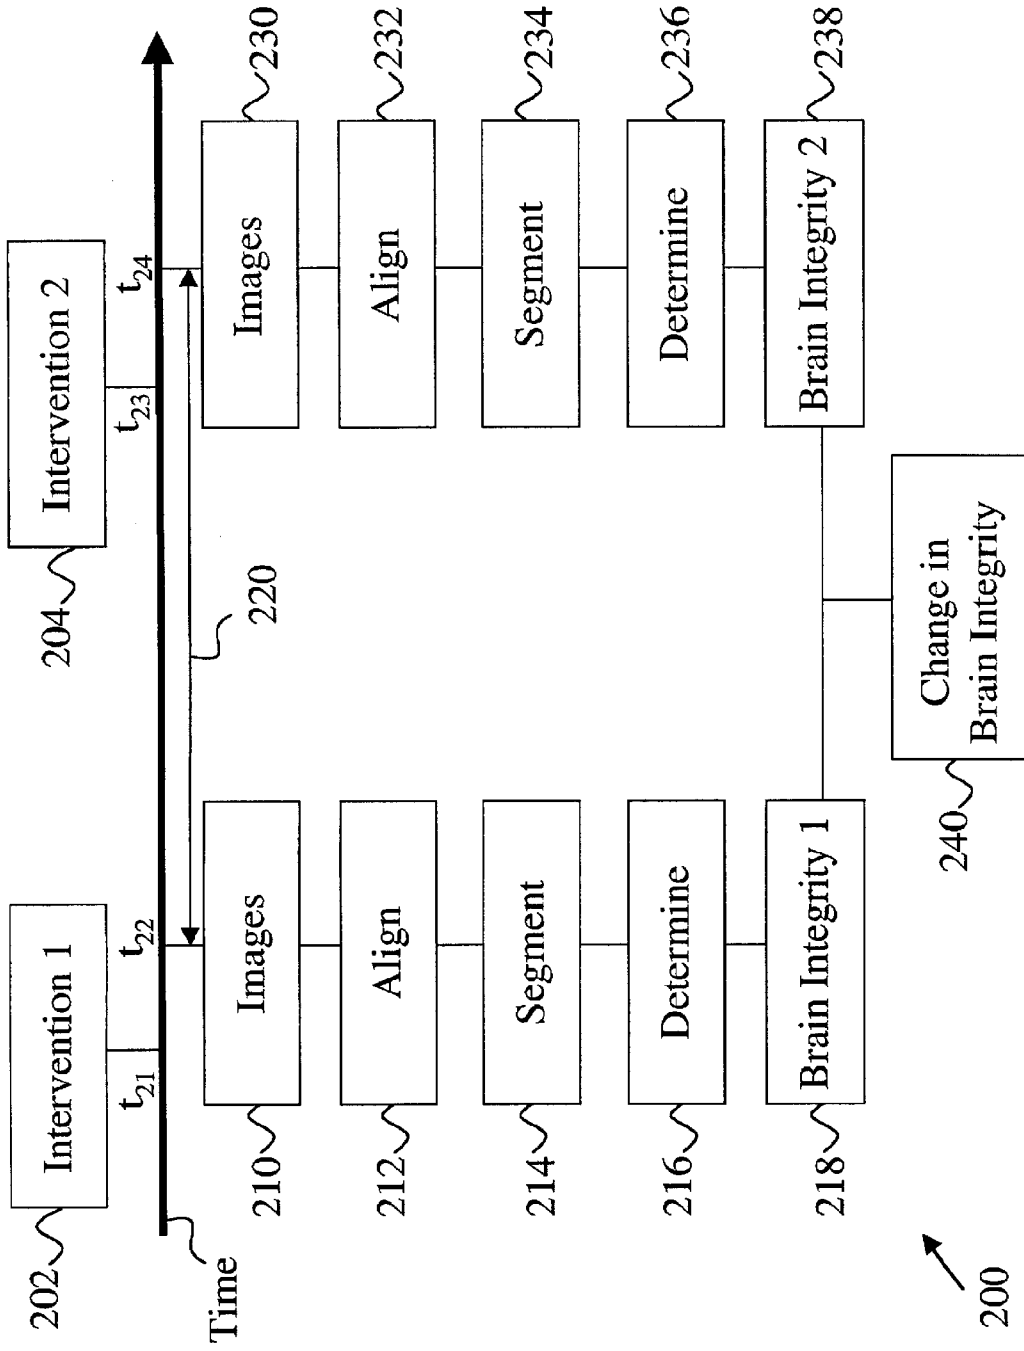 202
Intervention 1
204
Intervention 2
Time
t21
t22
t23
t24
220
210
Images
Images
230
212
Align
Align
232
214
Segment
Segment
234
216
Determine
Determine
236
218
Brain Integrity 1
Brain Integrity 2
238
240
Change in
Brain Integrity
200